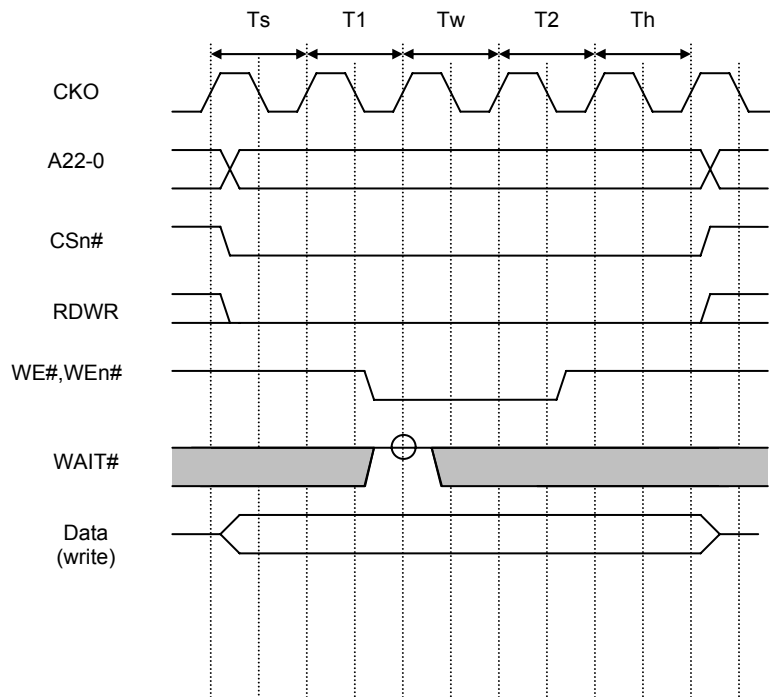 Ts T1 Tw T2 Th
CKO
A22-0
CSn#
RDWR
WE#,WEn#
WAIT#
Data
(write)